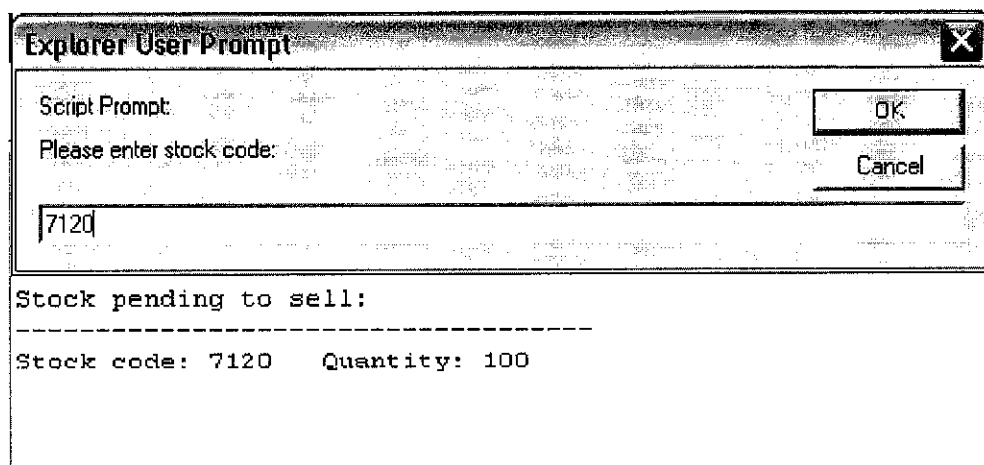 Explorer User Prompt
Script Prompt:
OK
Please enter stock code:
Cancel
7120
Stock pending to sell:
------------------------------------
Stock code: 7120   Quantity: 100